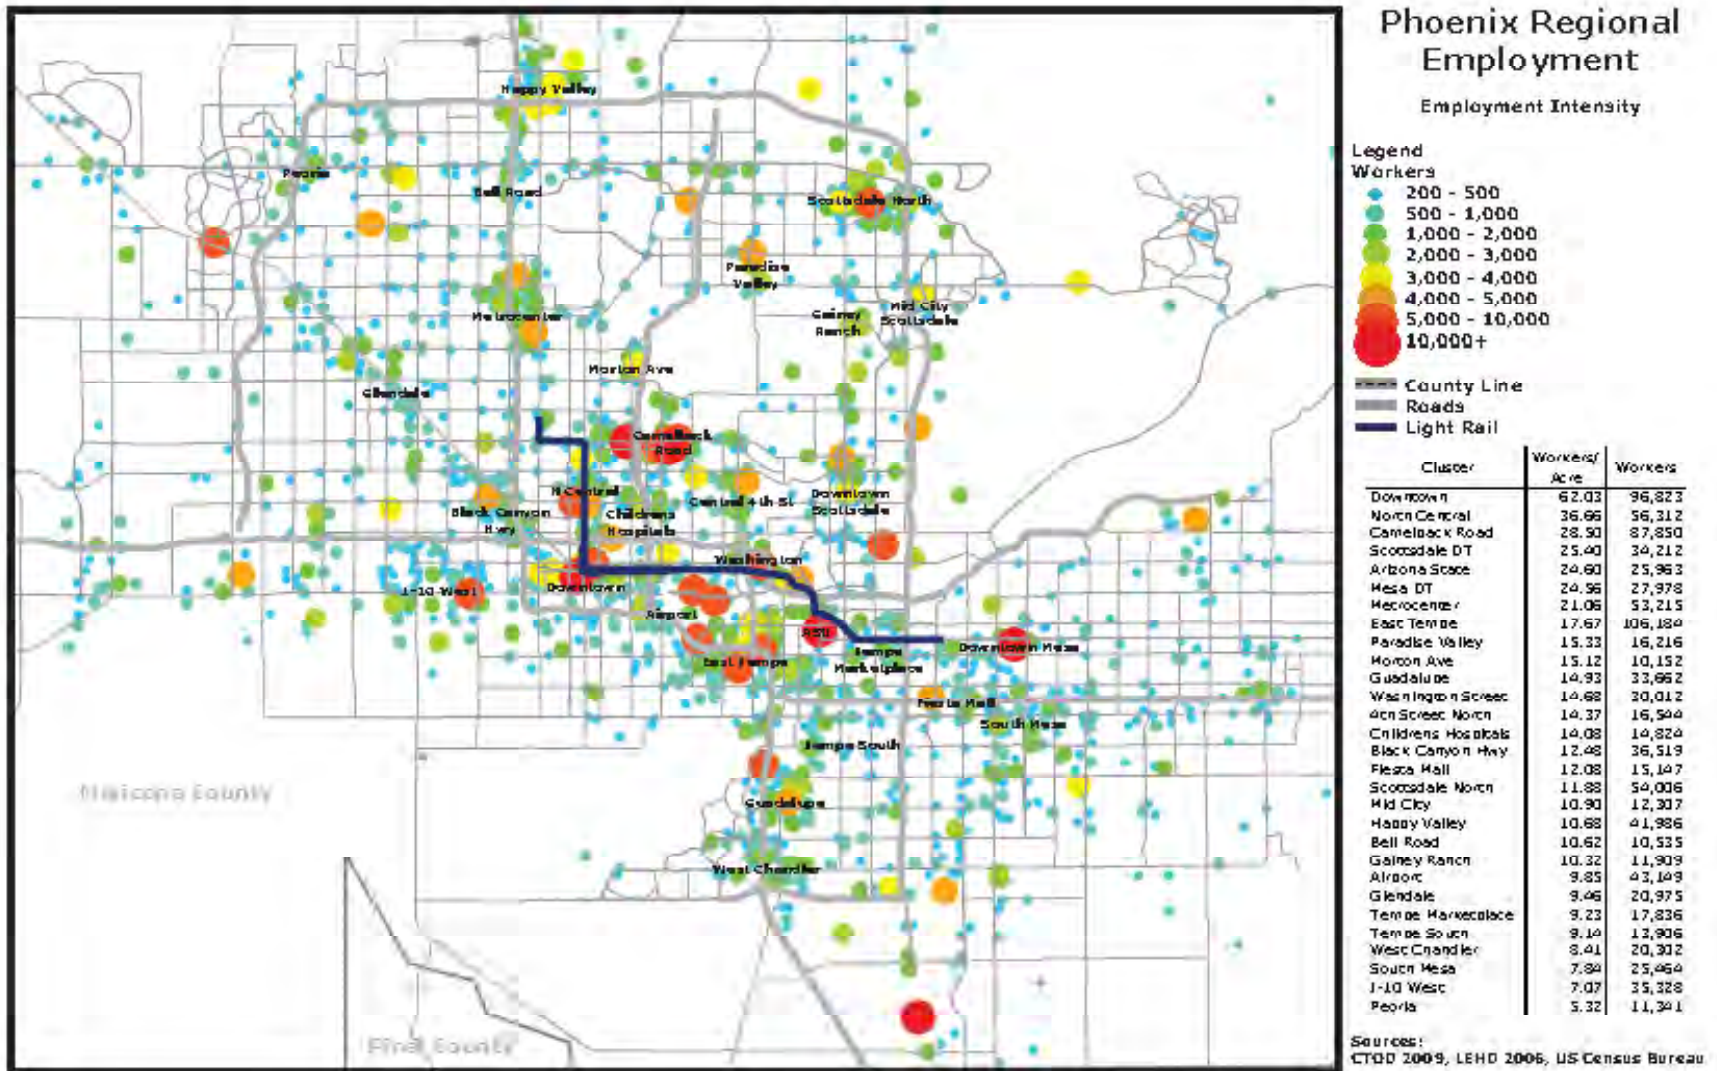 Phoenix Regional
Employment
Employment Intensity
Legend
Workers
200 - 500
500 - 1,000
1,000 - 2,000
2,000 - 3,000
3,000 - 4,000
4,000 - 5,000
5,000 - 10,000
10,000+
County Line
Roads
Light Rail
Cluster Workers/Acre Workers
Downtown 62.03 96,823
North Central 36.66 56,312
Camelback Road 28.50 87,850
Scottsdale DT 25.40 34,212
Arizona State 24.60 25,963
Mesa DT 24.56 27,978
Metrocenter 21.06 53,215
East Tempe 17.67 106,184
Paradise Valley 15.33 16,216
Morton Ave 15.12 10,152
Guadalupe 14.93 33,662
Washington Street 14.68 30,012
4th Street North 14.37 16,544
Childrens Hospitals 14.08 14,824
Black Canyon Hwy 12.48 36,519
Fiesta Mall 12.08 15,147
Scottsdale North 11.88 54,006
Mid City 10.90 12,307
Happy Valley 10.68 41,986
Bell Road 10.62 10,535
Gainey Ranch 10.32 11,909
Airport 9.85 43,149
Glendale 9.46 20,975
Tempe Marketplace 9.23 17,836
Tempe South 9.14 12,906
West Chandler 8.41 20,302
South Mesa 7.84 25,464
I-10 West 7.07 35,328
Peoria 5.32 11,341
Sources:
CTOD 2009, LEHD 2006, US Census Bureau
Happy Valley
Peoria
Bell Road
Scottsdale North
Paradise
Valley
Metrocenter
Gainey
Ranch
Mid City
Scottsdale
Morton Ave
Glendale
Camelback
Road
N Central
Central 4th St
Downtown
Scottsdale
Black Canyon
Hwy
Childrens
Hospitals
Washington
I-10 West
Downtown
Airport
ASU
Tempe
Marketplace
Downtown Mesa
East Tempe
Fiesta Mall
South Mesa
Tempe South
Maricopa County
Guadalupe
West Chandler
Pinal County